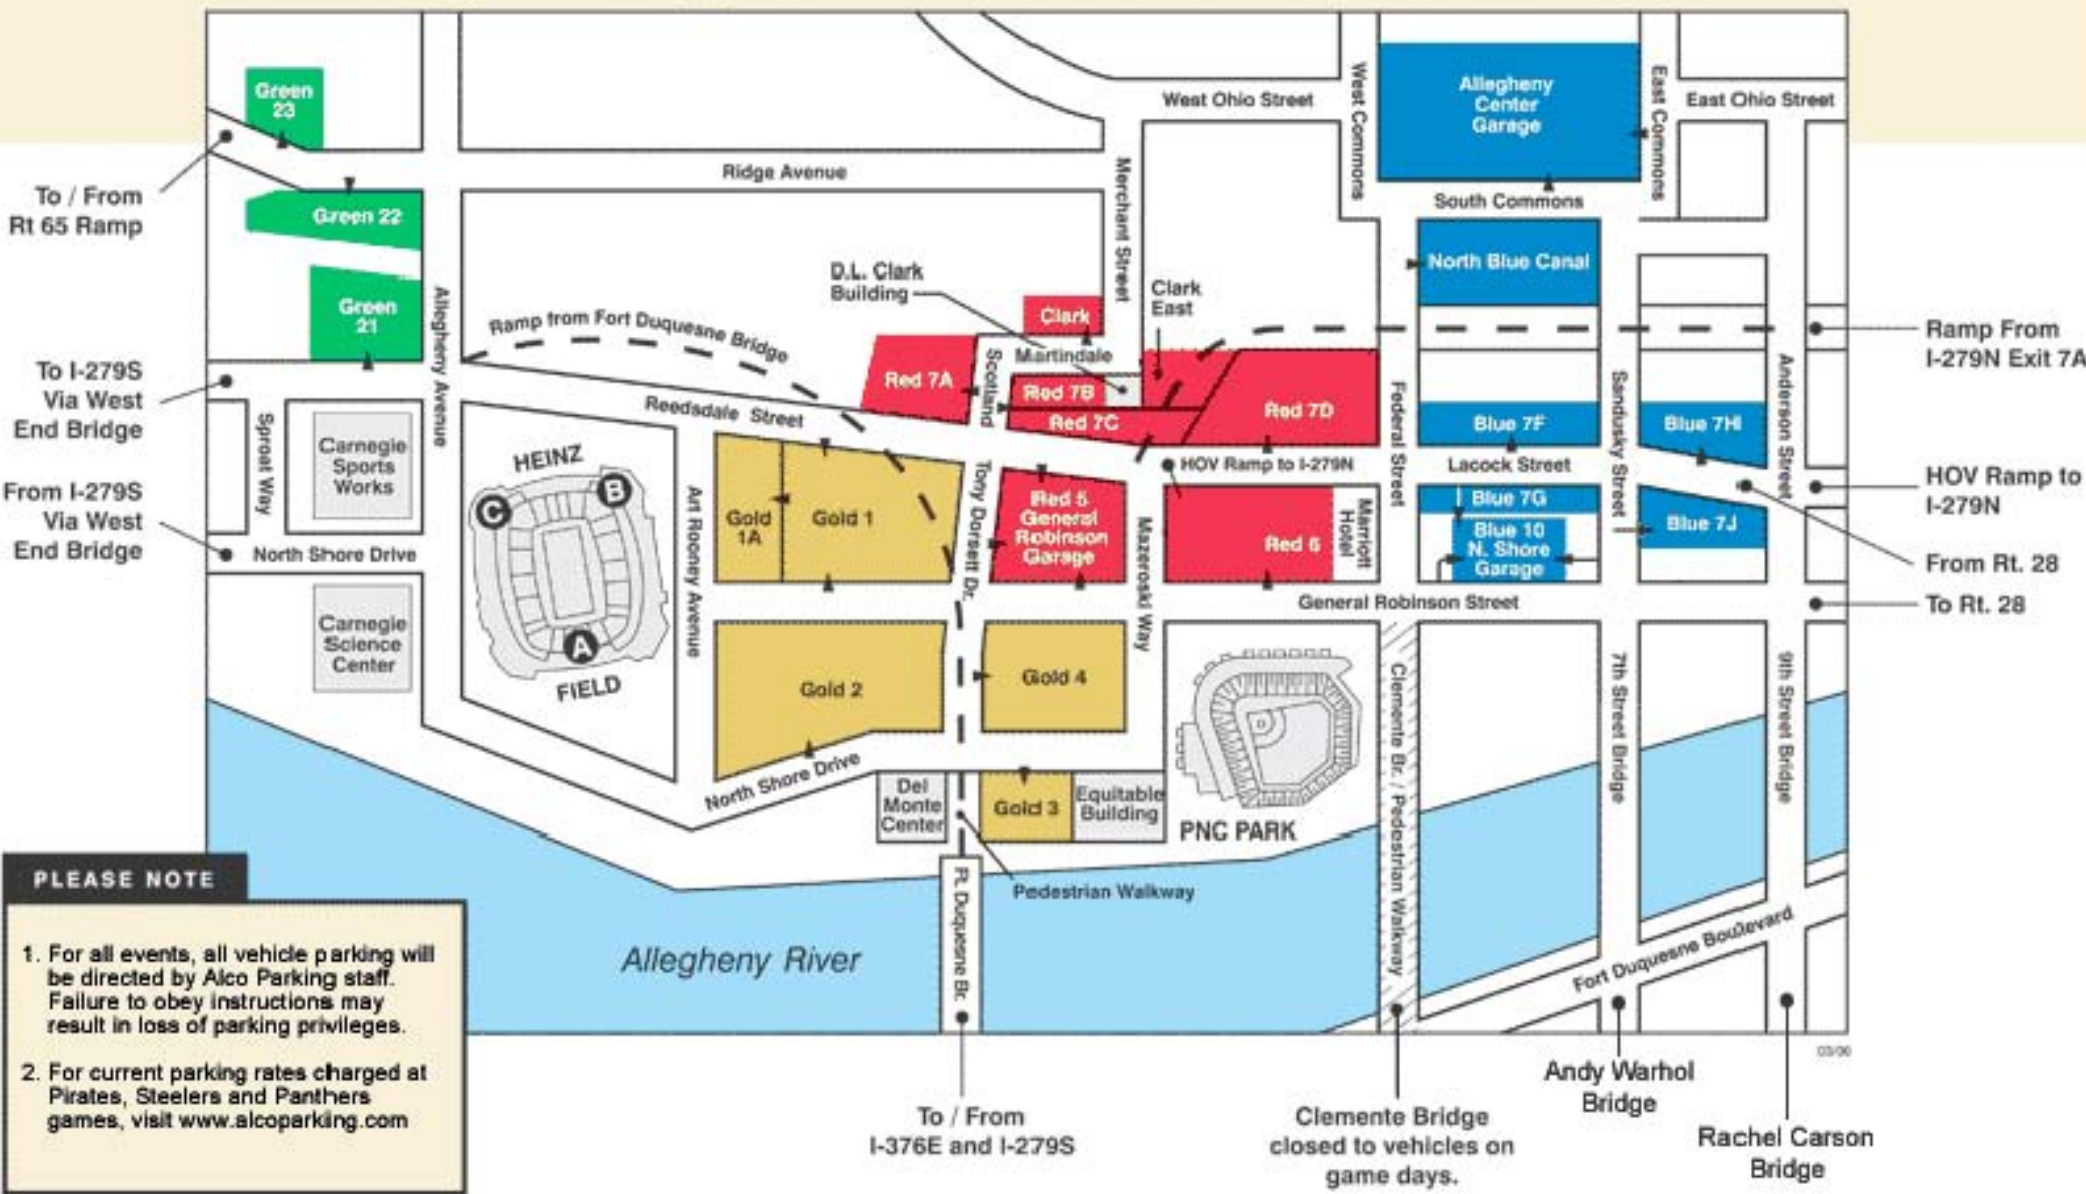 Green
23
To / From
Rt 65 Ramp
Green 22
Green
21
To I-279S
Via West
End Bridge
From I-279S
Via West
End Bridge
Sproat Way
Carnegie
Sports
Works
North Shore Drive
Carnegie
Science
Center
Allegheny Avenue
Ridge Avenue
West Ohio Street
Merchant Street
West Commons
Allegheny
Center
Garage
East Commons
East Ohio Street
South Commons
North Blue Canal
D.L. Clark
Building
Clark
East
Clark
Martindale
Ramp from Fort Duquesne Bridge
Reedsdale Street
Red 7A
Scotland
Red 7B
Red 7C
Red 7D
Federal Street
Blue 7F
Sandusky Street
Blue 7HI
Anderson Street
Ramp From
I-279N Exit 7A
HOV Ramp to I-279N
Lacock Street
HOV Ramp to
I-279N
HEINZ
C
B
A
FIELD
Art Rooney Avenue
Gold
1A
Gold 1
Tony Dorsett Dr.
Red 5
General
Robinson
Garage
Mazeroski Way
Red 6
Marriott
Hotel
Blue 7G
Blue 10
N. Shore
Garage
Blue 7J
From Rt. 28
General Robinson Street
To Rt. 28
Gold 2
Gold 4
North Shore Drive
Del
Monte
Center
Gold 3
Equitable
Building
PNC PARK
Clemente Br. / Pedestrian Walkway
7th Street Bridge
9th Street Bridge
Pedestrian Walkway
Ft. Duquesne Br.
Allegheny River
Fort Duquesne Boulevard
PLEASE NOTE
1. For all events, all vehicle parking will
be directed by Alco Parking staff.
Failure to obey instructions may
result in loss of parking privileges.
2. For current parking rates charged at
Pirates, Steelers and Panthers
games, visit www.alcoparking.com
To / From
I-376E and I-279S
Clemente Bridge
closed to vehicles on
game days.
Andy Warhol
Bridge
Rachel Carson
Bridge